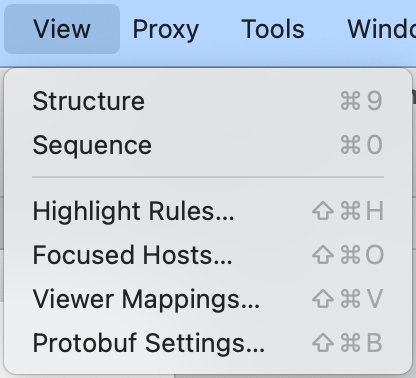 View Proxy Tools Windo
Structure ⌘9
Sequence ⌘0
Highlight Rules... ⇧⌘H
Focused Hosts... ⇧⌘O
Viewer Mappings... ⇧⌘V
Protobuf Settings... ⇧⌘B